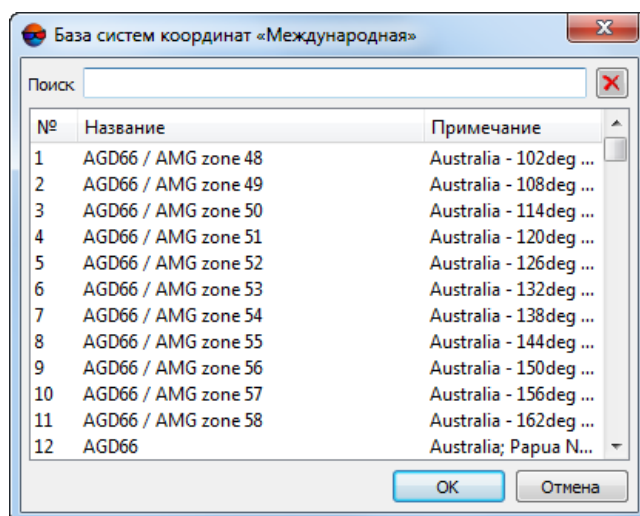 База систем координат «Международная»
Поиск
№ Название Примечание
1 AGD66 / AMG zone 48 Australia - 102deg ...
2 AGD66 / AMG zone 49 Australia - 108deg ...
3 AGD66 / AMG zone 50 Australia - 114deg ...
4 AGD66 / AMG zone 51 Australia - 120deg ...
5 AGD66 / AMG zone 52 Australia - 126deg ...
6 AGD66 / AMG zone 53 Australia - 132deg ...
7 AGD66 / AMG zone 54 Australia - 138deg ...
8 AGD66 / AMG zone 55 Australia - 144deg ...
9 AGD66 / AMG zone 56 Australia - 150deg ...
10 AGD66 / AMG zone 57 Australia - 156deg ...
11 AGD66 / AMG zone 58 Australia - 162deg ...
12 AGD66 Australia; Papua N...
OK Отмена